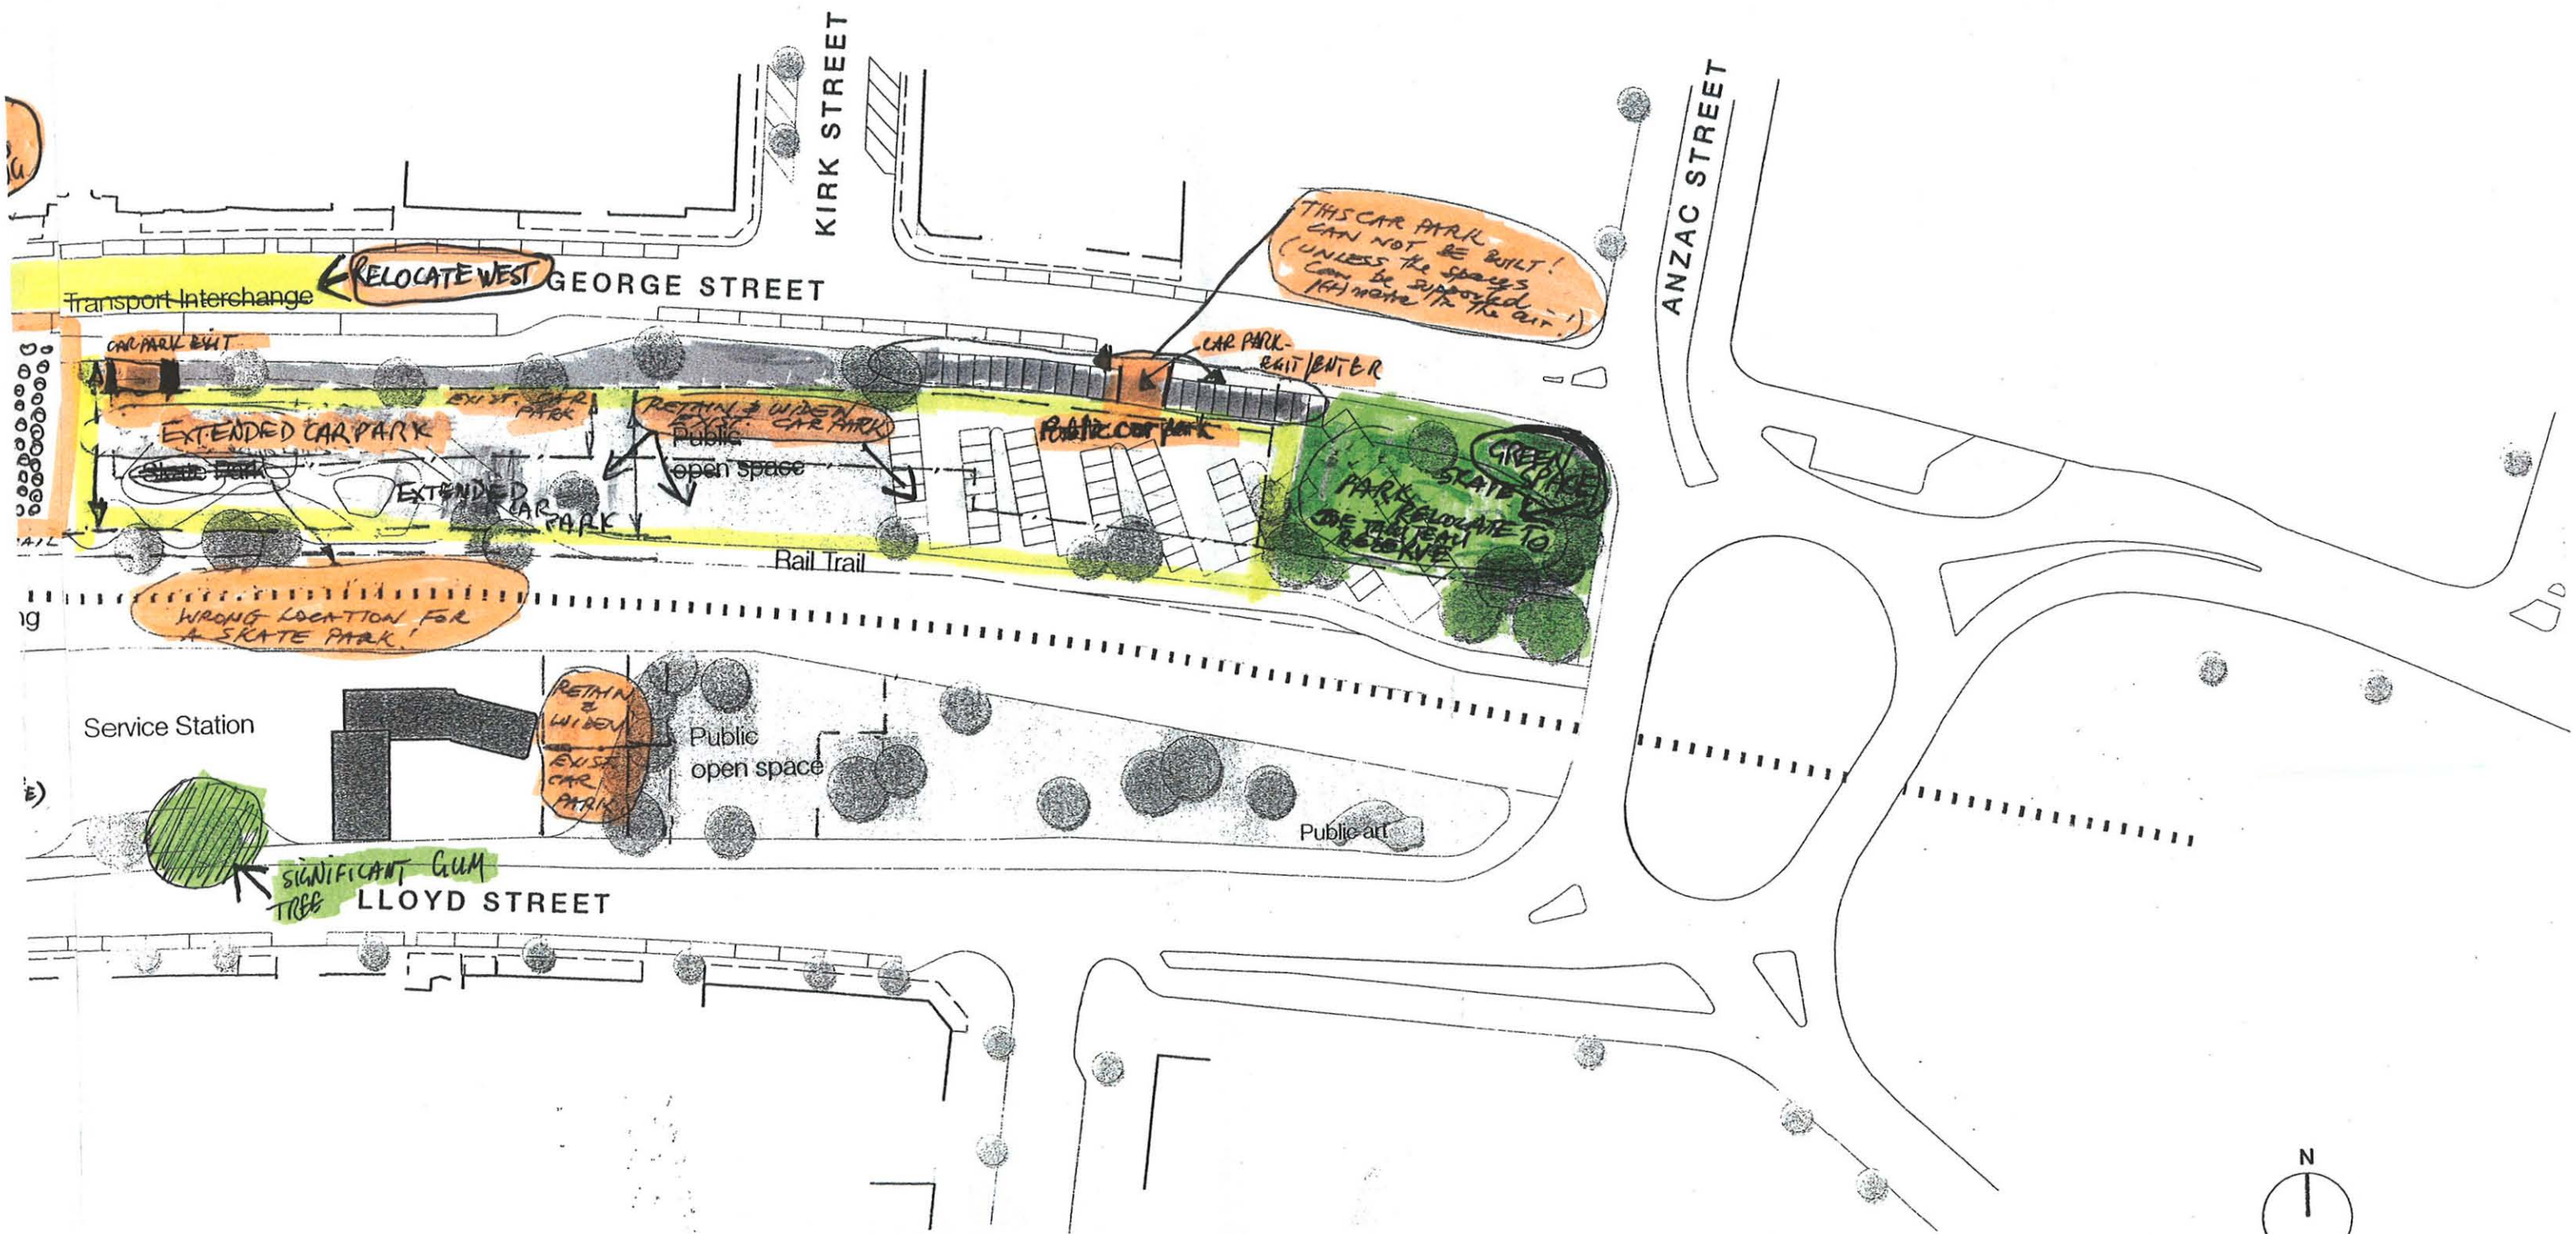 KIRK STREET
ANZAC STREET
THIS CAR PARK
CAN NOT BE BUILT!
(UNLESS the spaces
Can be supported
in the air!)
RELOCATE WEST
GEORGE STREET
Transport Interchange
CAR PARK EXIT
CAR PARK-
EXIT/ENTER
EXIST. CAR
PARK
RETAIN & WIDEN
EXIST. CAR PARK
EXTENDED CAR PARK
Public car park
Public
open space
Skate Park
EXTENDED
CAR
PARK
GREEN
SPACE
SKATE
PARK
RELOCATE TO
RESERVE
Rail Trail
WRONG LOCATION FOR
A SKATE PARK!
Service Station
RETAIN
&
WIDEN
EXIST.
CAR
PARK
Public
open space
Public art
SIGNIFICANT GUM
TREE
LLOYD STREET
N